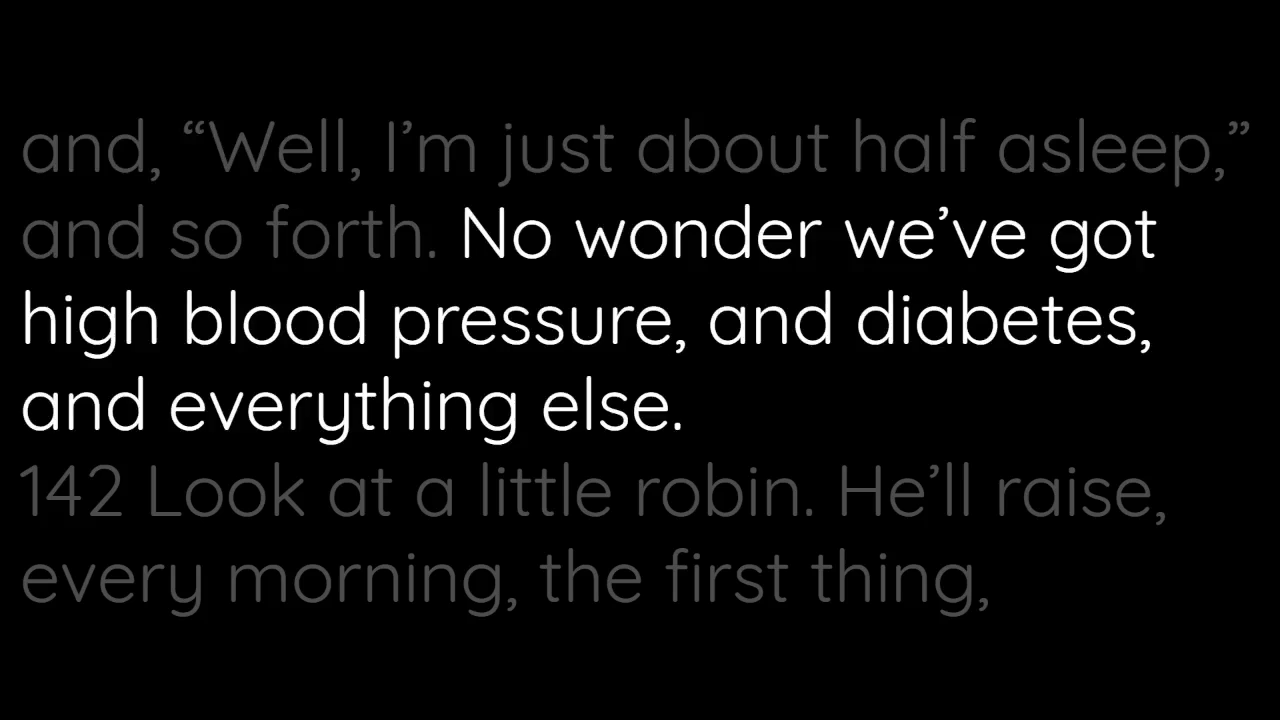 and, “Well, I’m just about half asleep,”
and so forth. No wonder we’ve got
high blood pressure, and diabetes,
and everything else.
142 Look at a little robin. He’ll raise,
every morning, the first thing,